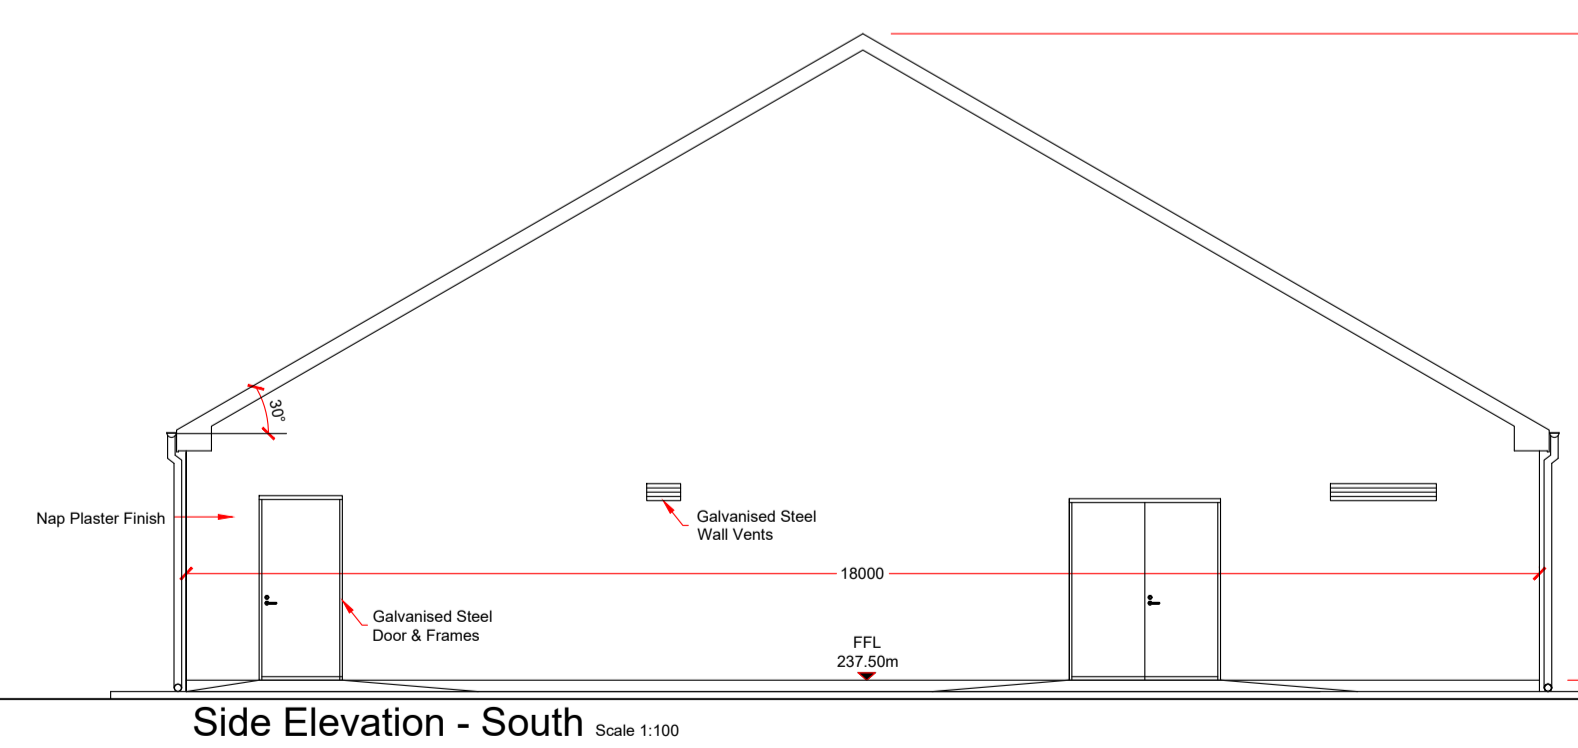 30°
Nap Plaster Finish
Galvanised Steel
Wall Vents
18000
Galvanised Steel
Door & Frames
FFL
237.50m
Side Elevation - South Scale 1:100